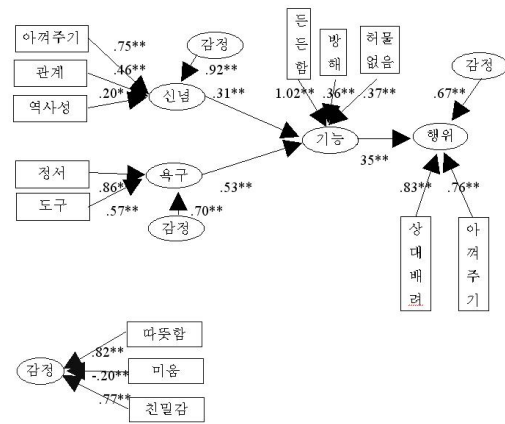 아껴주기
.75**
감정
.92**
관계
.46**
역사성
.20*
신념
.31**
든든함
방해
허물
없음
1.02**
.36**
.37**
감정
.67**
기능
.35**
행위
정서
.86*
도구
.57**
욕구
.53**
.70**
감정
.83**
.76**
상대배려
아껴주기
감정
따뜻함
.82**
미움
-.20**
친밀감
.77**